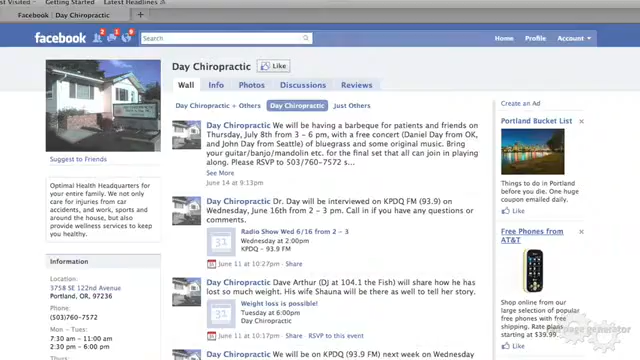 st Visited
Getting Started
Latest Headlines
Facebook | Day Chiropractic
facebook
2
1
9
Search
Home
Profile
Account
Day Chiropractic
Like
Wall
Info
Photos
Discussions
Reviews
Day Chiropractic + Others
Day Chiropractic
Just Others
Suggest to Friends
Optimal Health Headquarters for
your entire family. We not only
care for injuries from car
accidents, and work, sports and
around the house, but also
provide wellness services to keep
you healthy.
Information
Location:
3758 SE 122nd Avenue
Portland, OR, 97236
Phone:
(503)760-7572
Mon - Tues:
7:30 am - 11:00 am
2:30 pm - 6:00 pm
Day Chiropractic We will be having a barbeque for patients and friends on
Thursday, July 8th from 3 - 6 pm, with a free concert (Daniel Day from OK,
and John Day from Seattle) of bluegrass and some original music. Bring
your guitar/banjo/mandolin etc. for the final set that all can join in playing
along. Please RSVP to 503/760-7572 s...
See More
June 14 at 9:13pm
Day Chiropractic Dr. Day will be interviewed on KPDQ FM (93.9) on
Wednesday, June 16th from 2 - 3 pm. Call in if you have any questions or
comments.
31
Radio Show Wed 6/16 from 2 - 3
Wednesday at 2:00pm
KPDQ - 93.9 FM
June 11 at 10:27pm · Share
Day Chiropractic Dave Arthur (DJ at 104.1 the Fish) will share how he has
lost so much weight. His wife Shauna will be there as well to tell her story.
31
Weight loss is possible!
Tuesday at 6:00pm
Day Chiropractic
June 11 at 10:17pm · Share · RSVP to this event
Day Chiropractic We will be on KPDQ (93.9 FM) next week on Wednesday
Create an Ad
Portland Bucket List
Things to do in Portland
before you die. One huge
coupon emailed daily.
Like
Free Phones from
AT&T
Shop online from our
large selection of popular
free phones with free
shipping. Rate plans
starting at $39.99.
Like